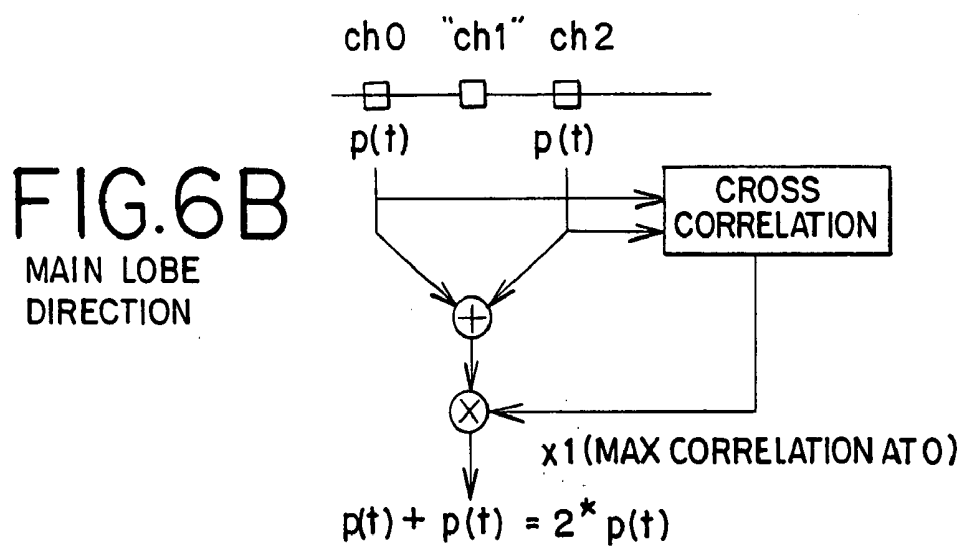 ch0 "ch1" ch2
p(t) p(t)
FIG.6B
MAIN LOBE
DIRECTION
CROSS
CORRELATION
+
×
x1(MAX CORRELATION AT 0)
p(t) + p(t) = 2* p(t)